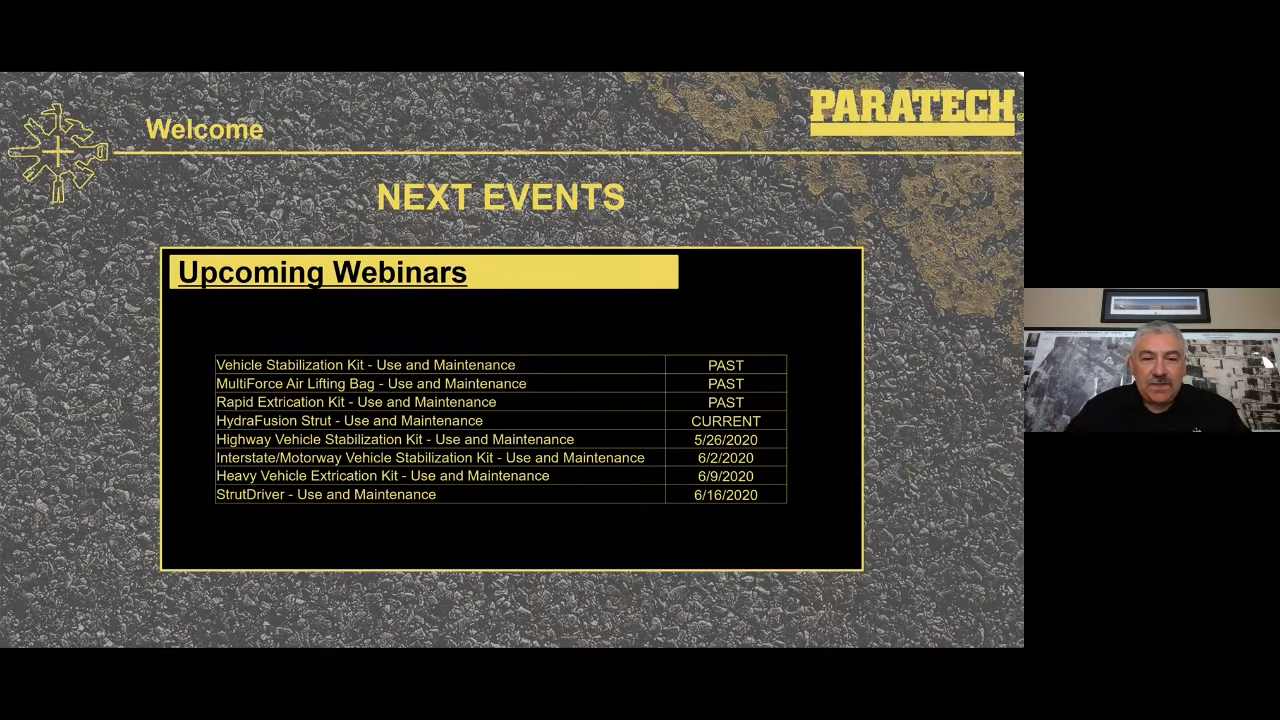 Welcome
PARATECH®
NEXT EVENTS
Upcoming Webinars
Vehicle Stabilization Kit - Use and Maintenance PAST
MultiForce Air Lifting Bag - Use and Maintenance PAST
Rapid Extrication Kit - Use and Maintenance PAST
HydraFusion Strut - Use and Maintenance CURRENT
Highway Vehicle Stabilization Kit - Use and Maintenance 5/26/2020
Interstate/Motorway Vehicle Stabilization Kit - Use and Maintenance 6/2/2020
Heavy Vehicle Extrication Kit - Use and Maintenance 6/9/2020
StrutDriver - Use and Maintenance 6/16/2020